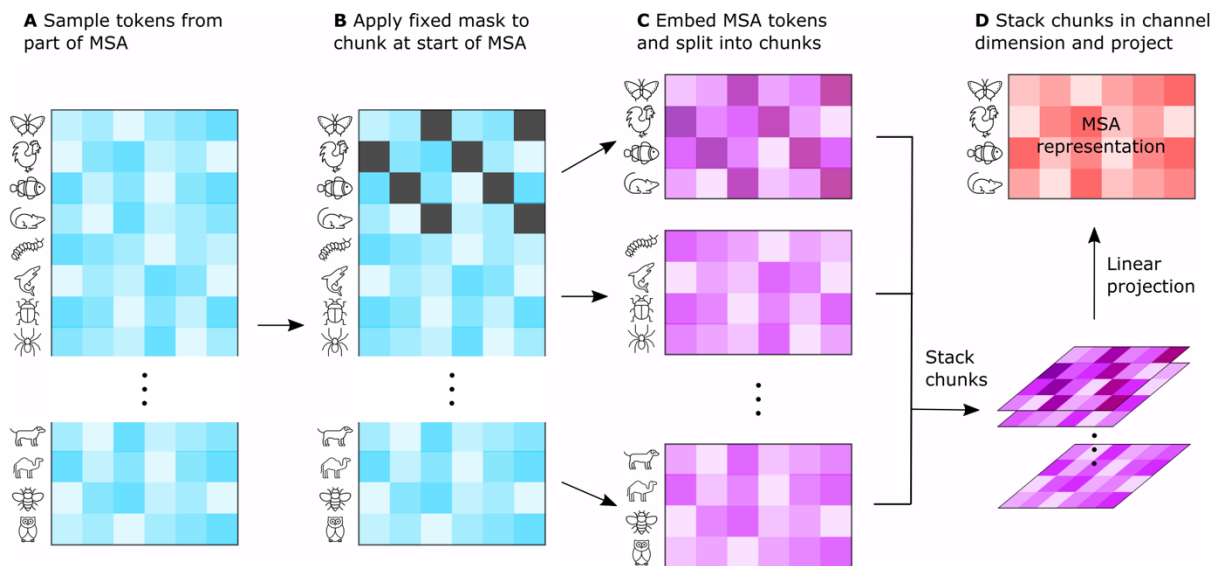 A Sample tokens from
part of MSA
B Apply fixed mask to
chunk at start of MSA
C Embed MSA tokens
and split into chunks
D Stack chunks in channel
dimension and project
MSA
representation
Linear
projection
Stack
chunks